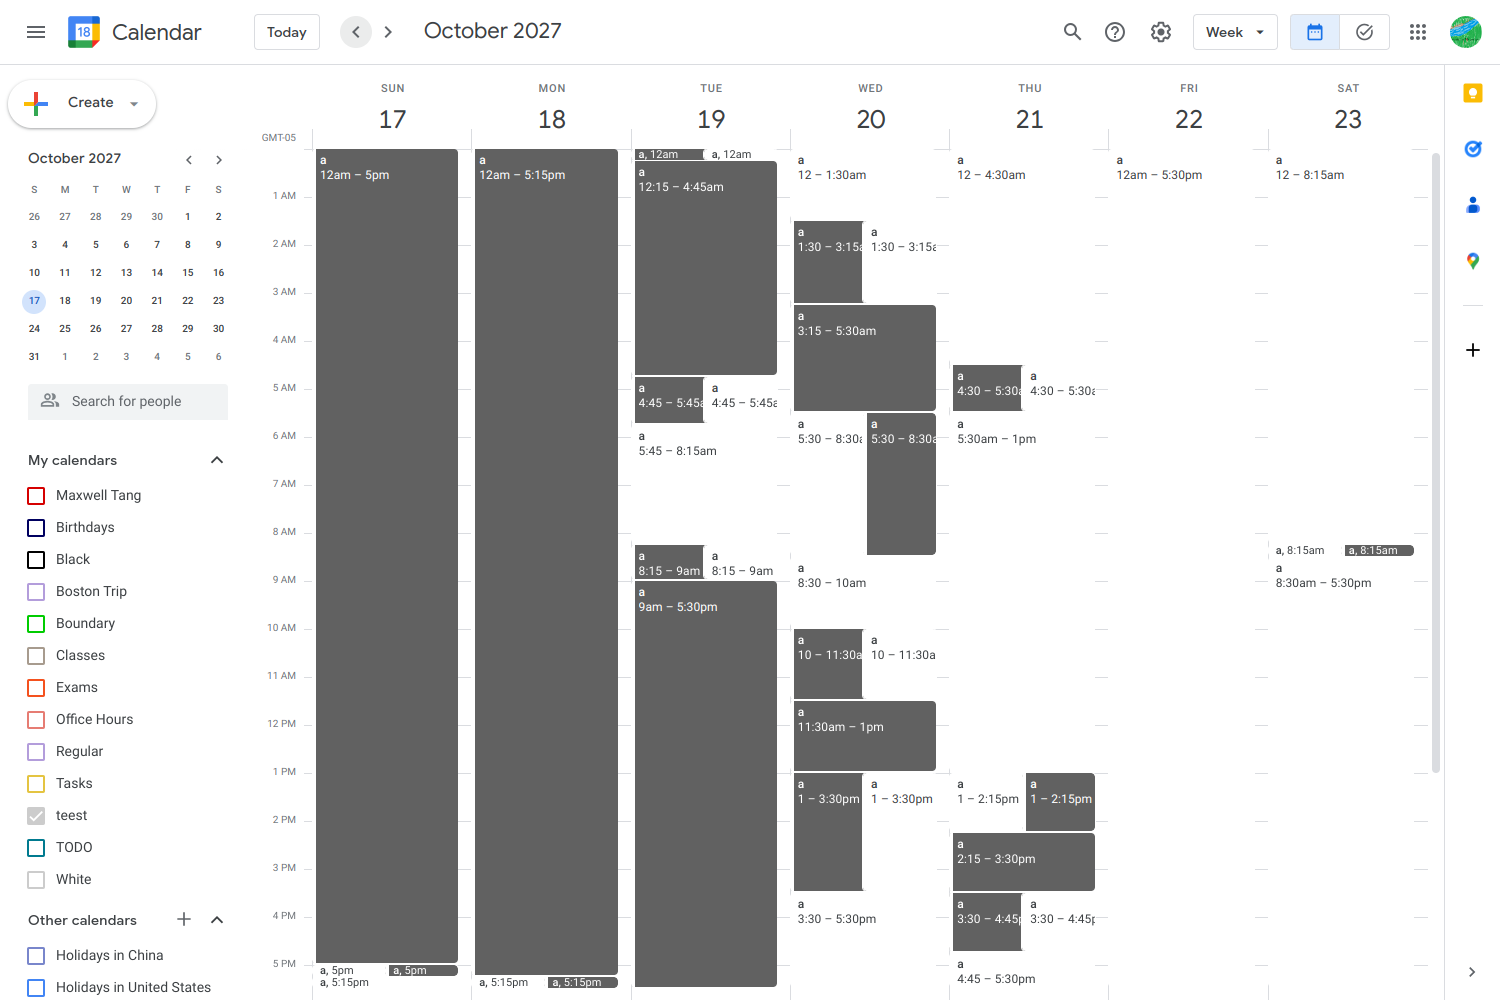 18 Calendar Today October 2027 Week
Create
SUN MON TUE WED THU FRI SAT
17 18 19 20 21 22 23
GMT-05
October 2027
S M T W T F S
26 27 28 29 30 1 2
3 4 5 6 7 8 9
10 11 12 13 14 15 16
17 18 19 20 21 22 23
24 25 26 27 28 29 30
31 1 2 3 4 5 6
Search for people
My calendars
Maxwell Tang
Birthdays
Black
Boston Trip
Boundary
Classes
Exams
Office Hours
Regular
Tasks
teest
TODO
White
Other calendars
Holidays in China
Holidays in United States
1 AM
2 AM
3 AM
4 AM
5 AM
6 AM
7 AM
8 AM
9 AM
10 AM
11 AM
12 PM
1 PM
2 PM
3 PM
4 PM
5 PM
a
12am – 5pm
a, 5pm
a, 5pm
a, 5:15pm
a
12am – 5:15pm
a, 5:15pm
a, 5:15pm
a, 12am
a, 12am
a
12:15 – 4:45am
a
4:45 – 5:45a
a
4:45 – 5:45a
a
5:45 – 8:15am
a
8:15 – 9am
a
8:15 – 9am
a
9am – 5:30pm
a
12 – 1:30am
a
1:30 – 3:15a
a
1:30 – 3:15a
a
3:15 – 5:30am
a
5:30 – 8:30a
a
5:30 – 8:30a
a
8:30 – 10am
a
10 – 11:30a
a
10 – 11:30a
a
11:30am – 1pm
a
1 – 3:30pm
a
1 – 3:30pm
a
3:30 – 5:30pm
a
12 – 4:30am
a
4:30 – 5:30a
a
4:30 – 5:30a
a
5:30am – 1pm
a
1 – 2:15pm
a
1 – 2:15pm
a
2:15 – 3:30pm
a
3:30 – 4:45p
a
3:30 – 4:45p
a
4:45 – 5:30pm
a
12am – 5:30pm
a
12 – 8:15am
a, 8:15am
a, 8:15am
a
8:30am – 5:30pm